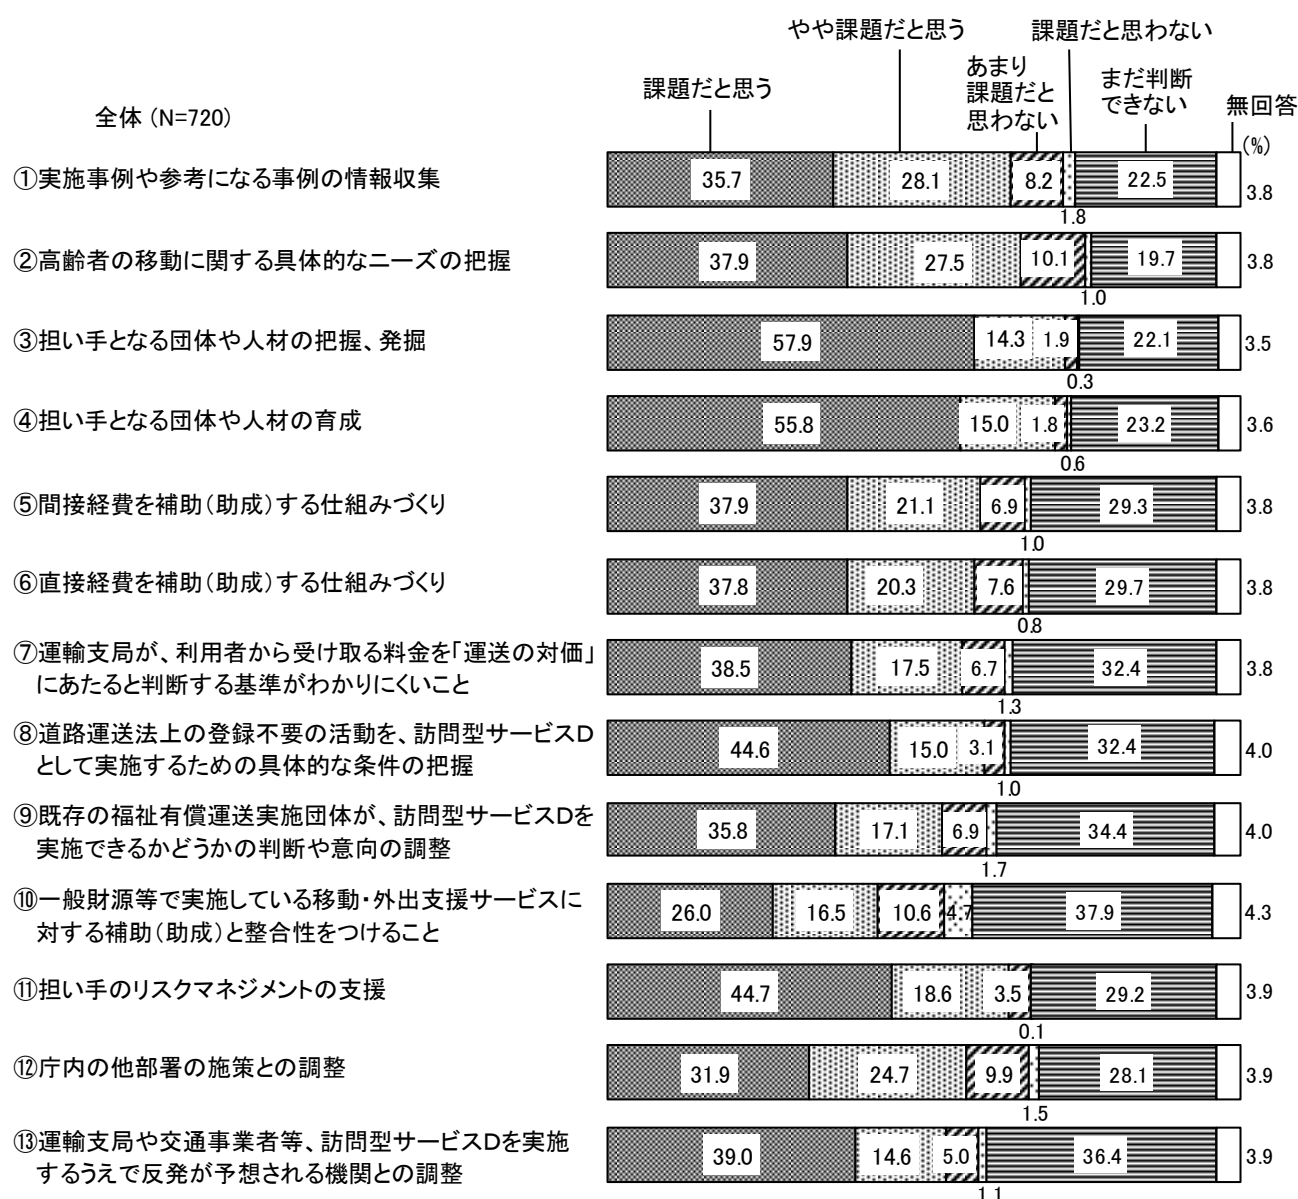 やや課題だと思う
課題だと思わない
課題だと思う
あまり
課題だと
思わない
まだ判断
できない
無回答
全体 (N=720)
(%)
①実施事例や参考になる事例の情報収集
35.7 28.1 8.2 22.5 3.8
1.8
②高齢者の移動に関する具体的なニーズの把握
37.9 27.5 10.1 19.7 3.8
1.0
③担い手となる団体や人材の把握、発掘
57.9 14.3 1.9 22.1 3.5
0.3
④担い手となる団体や人材の育成
55.8 15.0 1.8 23.2 3.6
0.6
⑤間接経費を補助(助成)する仕組みづくり
37.9 21.1 6.9 29.3 3.8
1.0
⑥直接経費を補助(助成)する仕組みづくり
37.8 20.3 7.6 29.7 3.8
0.8
⑦運輸支局が、利用者から受け取る料金を「運送の対価」
にあたると判断する基準がわかりにくいこと
38.5 17.5 6.7 32.4 3.8
1.3
⑧道路運送法上の登録不要の活動を、訪問型サービスD
として実施するための具体的な条件の把握
44.6 15.0 3.1 32.4 4.0
1.0
⑨既存の福祉有償運送実施団体が、訪問型サービスDを
実施できるかどうかの判断や意向の調整
35.8 17.1 6.9 34.4 4.0
1.7
⑩一般財源等で実施している移動・外出支援サービスに
対する補助(助成)と整合性をつけること
26.0 16.5 10.6 4.7 37.9 4.3
⑪担い手のリスクマネジメントの支援
44.7 18.6 3.5 29.2 3.9
0.1
⑫庁内の他部署の施策との調整
31.9 24.7 9.9 28.1 3.9
1.5
⑬運輸支局や交通事業者等、訪問型サービスDを実施
するうえで反発が予想される機関との調整
39.0 14.6 5.0 36.4 3.9
1.1